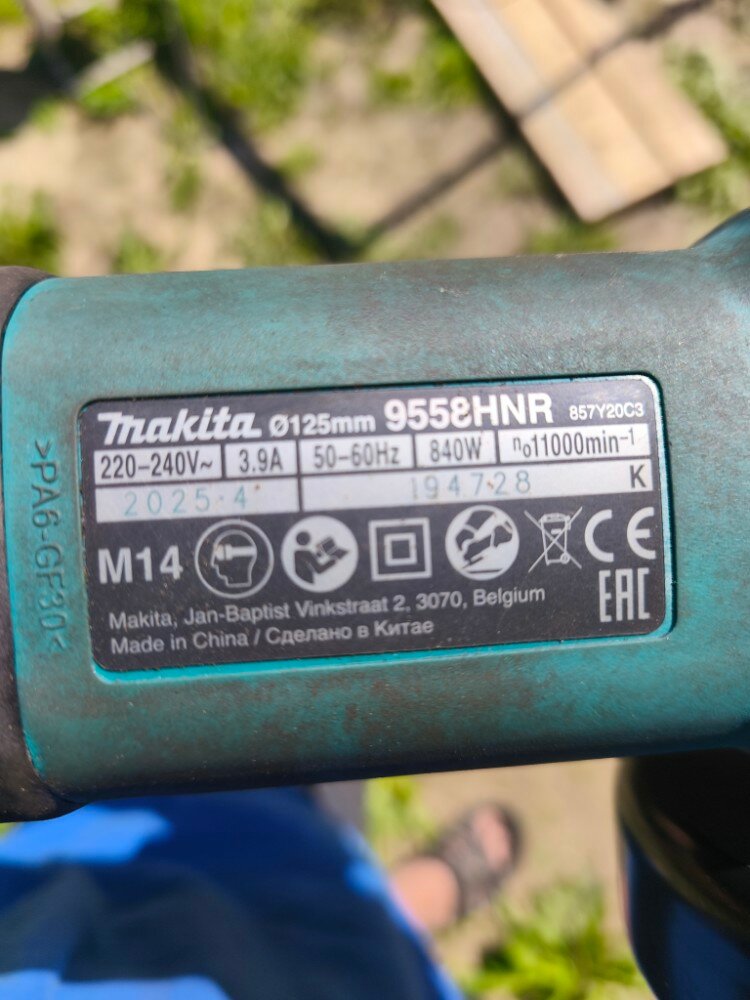 makita Ø125mm 9558HNR 857Y20C3
220-240V~ 3.9A 50-60Hz 840W n₀11000min⁻¹
2025.4 194728 K
M14
CE
EAC
Makita, Jan-Baptist Vinkstraat 2, 3070, Belgium
Made in China / Сделано в Китае
>PA6-GF30<